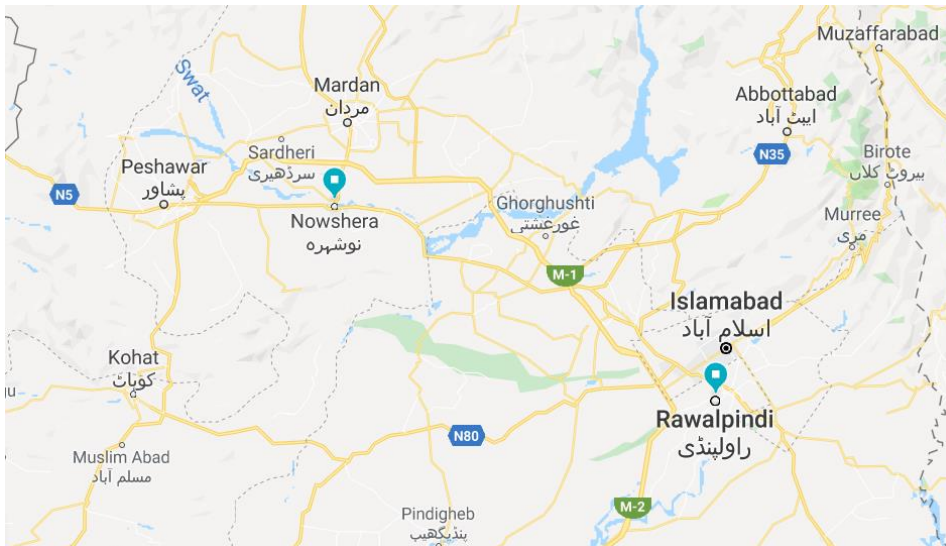 Muzaffarabad
Swat
Mardan
مردان
Abbottabad
ایبٹ آباد
N35
Sardheri
سرڈھیری
Peshawar
پشاور
Birote
بیروٹ کلاں
N5
Nowshera
نوشہرہ
Ghorghushti
غورغشتی
Murree
مری
M-1
Islamabad
اسلام آباد
Kohat
کوہاٹ
Rawalpindi
راولپنڈی
N80
Muslim Abad
مسلم آباد
M-2
Pindigheb
پنڈیگھیب